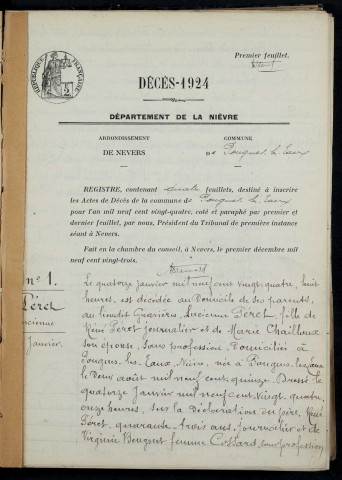 Premier feuillet.
RÉPUBLIQUE FRANÇAISE
DÉCÈS-1924
DÉPARTEMENT DE LA NIÈVRE
ARRONDISSEMENT
DE NEVERS
COMMUNE
DE Pougues les Eaux
REGISTRE, contenant feuillets, destiné à inscrire
les Actes de Décès de la commune de Pougues les Eaux
pour l'an mil neuf cent vingt-quatre, coté et paraphé par premier et
dernier feuillet, par nous, Président du Tribunal de première instance
séant à Nevers.
Fait en la chambre du conseil, à Nevers, le premier décembre mil
neuf cent vingt-trois.
N° 1.
Péret
Lucienne
Janvier.
Le quatorze janvier mil neuf cent vingt quatre, huit
heures, est décédée au domicile de ses parents,
au lieudit Lucienne Péret, fille de
René Péret journalier et de Marie Chailloux
son épouse, sans profession, domiciliés à
Pougues les Eaux, Nièvre, née à Pougues les Eaux
le deux août mil neuf cent quinze. Dressé le
quatorze Janvier mil neuf cent vingt quatre,
onze heures, sur la déclaration du père, René
Péret, quarante trois ans, journalier et de
Virginie femme Cossard, sans profession